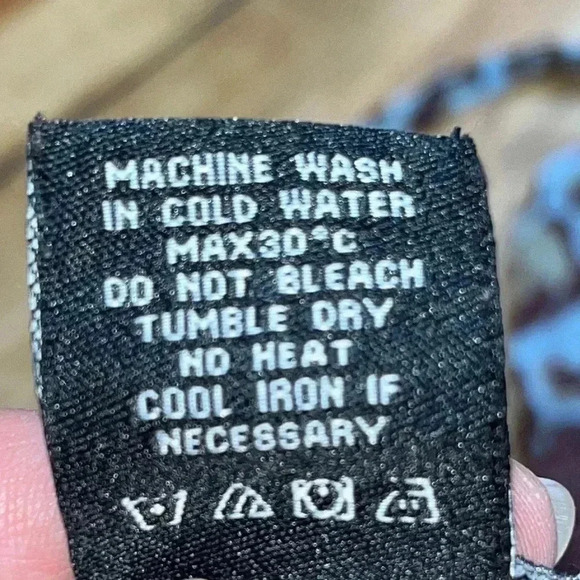 MACHINE WASH
IN COLD WATER
MAX30°C
DO NOT BLEACH
TUMBLE DRY
NO HEAT
COOL IRON IF
NECESSARY